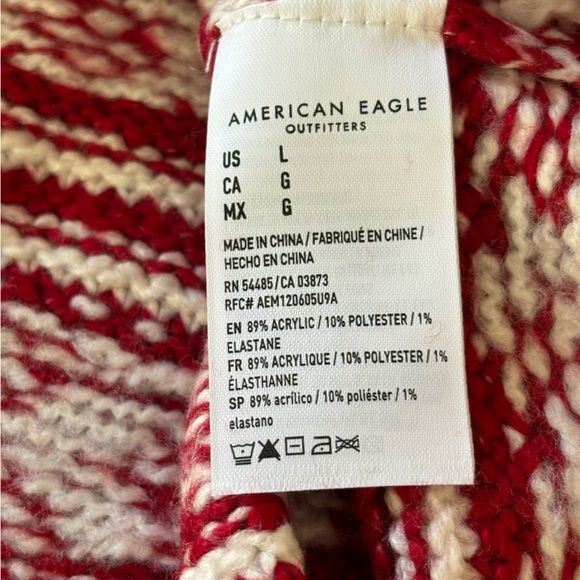 AMERICAN EAGLE
OUTFITTERS
US L
CA G
MX G
MADE IN CHINA / FABRIQUÉ EN CHINE /
HECHO EN CHINA
RN 54485 / CA 03873
RFC# AEM120605U9A
EN 89% ACRYLIC / 10% POLYESTER / 1%
ELASTANE
FR 89% ACRYLIQUE / 10% POLYESTER / 1%
ÉLASTHANNE
SP 89% acrílico / 10% poliéster / 1%
elastano